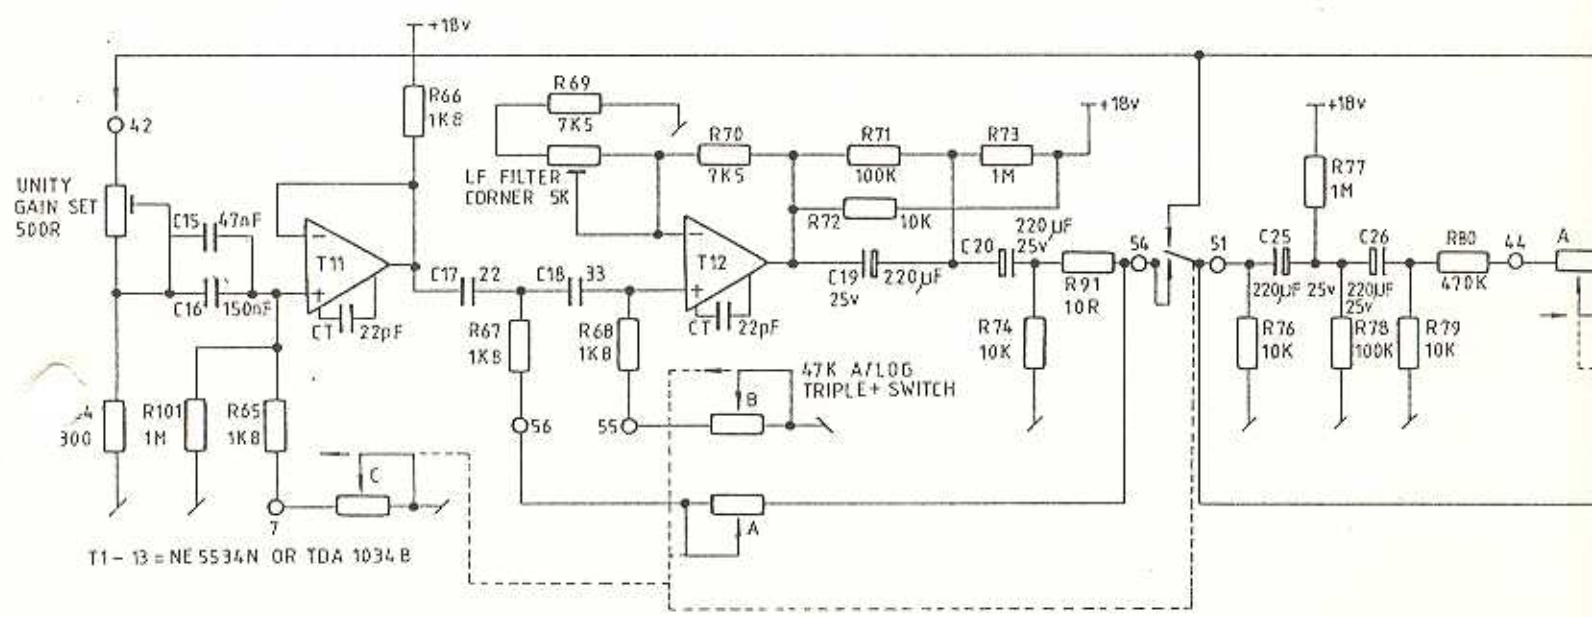 +18v
R66
1K8
42
UNITY
GAIN SET
500R
C15 47nF
C16 150nF
T11
CT 22pF
R69
7K5
LF FILTER
CORNER 5K
R70
7K5
R71
100K
R72 10K
R73
1M
+18v
T12
CT 22pF
C17 22
C18 33
R67
1K8
R68
1K8
C19 220µF
25v
C20 220µF
25v
R91
10R
54
51
R74
10K
+18v
R77
1M
C25
220µF 25v
C26
220µF
25v
R80
470K
44
A
R76
10K
R78
100K
R79
10K
300
R101
1M
R65
1K8
56
55
B
47K A/LOG
TRIPLE+ SWITCH
C
7
A
T1-13 = NE5534N OR TDA 1034B